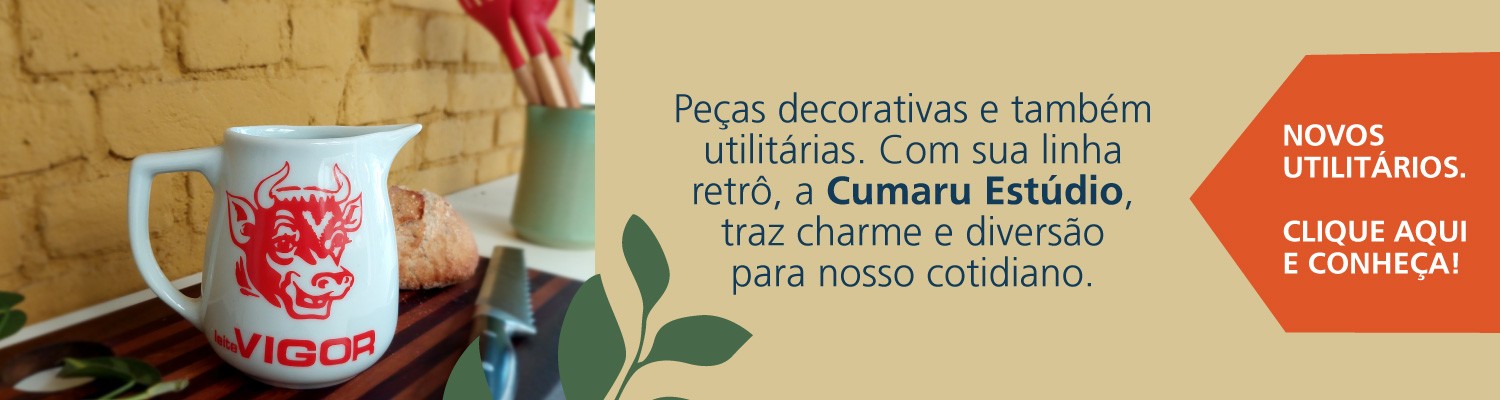 leite VIGOR
Peças decorativas e também
utilitárias. Com sua linha
retrô, a Cumaru Estúdio,
traz charme e diversão
para nosso cotidiano.
NOVOS
UTILITÁRIOS.
CLIQUE AQUI
E CONHEÇA!